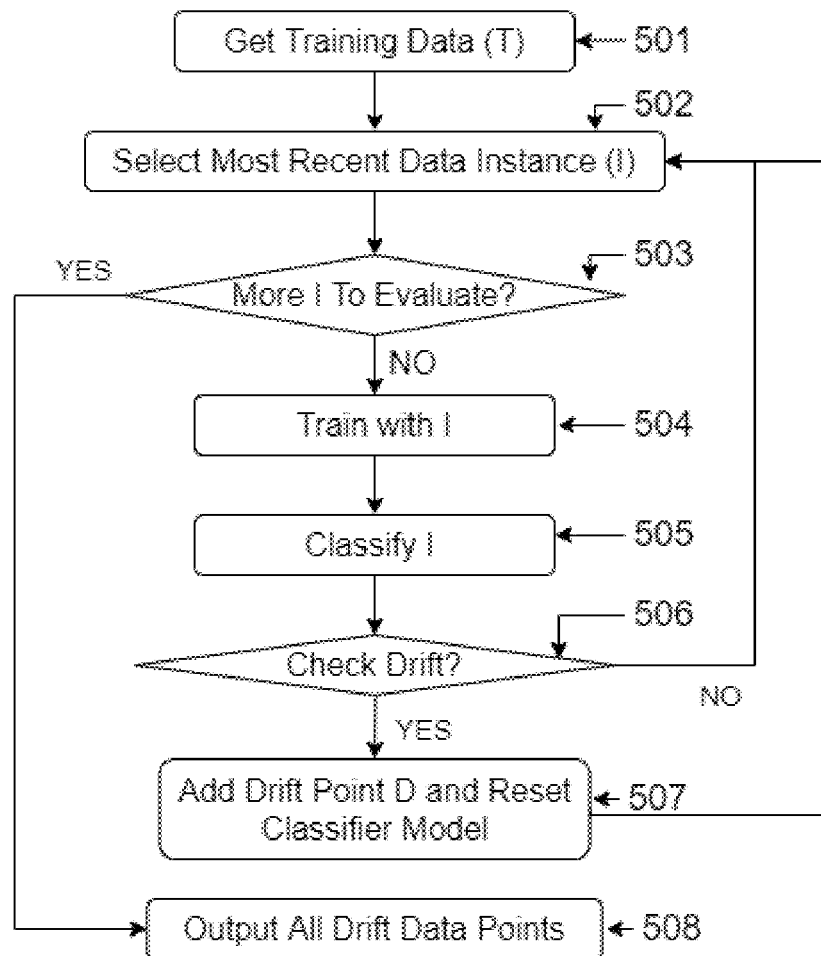 Get Training Data (T)
501
502
Select Most Recent Data Instance (I)
503
YES
More I To Evaluate?
NO
Train with I
504
Classify I
505
506
Check Drift?
NO
YES
Add Drift Point D and Reset
Classifier Model
507
Output All Drift Data Points
508